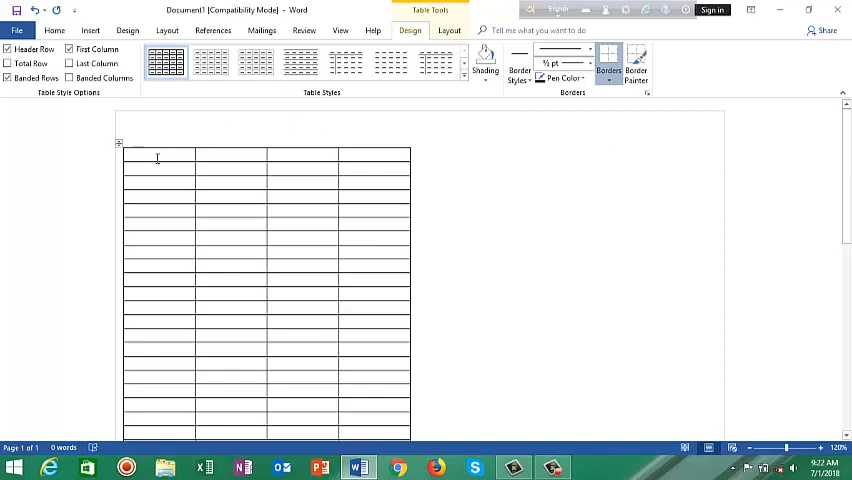 Document1 [Compatibility Mode] - Word
Table Tools
English
Sign in
File
Home
Insert
Design
Layout
References
Mailings
Review
View
Help
Design
Layout
Tell me what you want to do
Share
Header Row
First Column
Total Row
Last Column
Banded Rows
Banded Columns
Table Style Options
Table Styles
Shading
Border Styles
½ pt
Pen Color
Borders
Border Painter
Borders
Page 1 of 1
0 words
120%
9:22 AM
7/1/2018